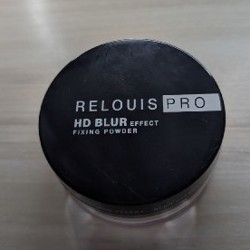 RELOUIS PRO
HD BLUR EFFECT
FIXING POWDER